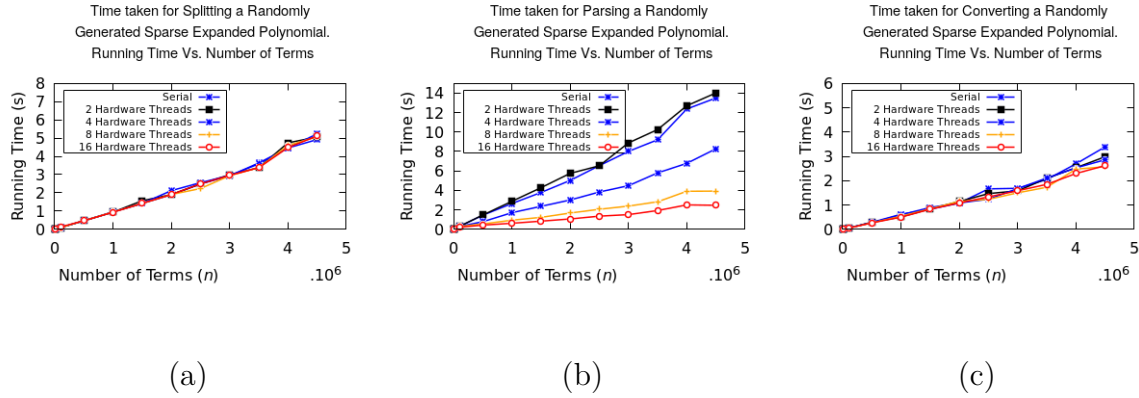 Time taken for Splitting a Randomly
Generated Sparse Expanded Polynomial.
Running Time Vs. Number of Terms
8
7
6
5
4
3
2
1
0
Running Time (s)
Serial
2 Hardware Threads
4 Hardware Threads
8 Hardware Threads
16 Hardware Threads
0 1 2 3 4 5
Number of Terms (n) .10^6
(a)
Time taken for Parsing a Randomly
Generated Sparse Expanded Polynomial.
Running Time Vs. Number of Terms
14
12
10
8
6
4
2
0
Running Time (s)
Serial
2 Hardware Threads
4 Hardware Threads
8 Hardware Threads
16 Hardware Threads
0 1 2 3 4 5
Number of Terms (n) .10^6
(b)
Time taken for Converting a Randomly
Generated Sparse Expanded Polynomial.
Running Time Vs. Number of Terms
6
5
4
3
2
1
0
Running Time (s)
Serial
2 Hardware Threads
4 Hardware Threads
8 Hardware Threads
16 Hardware Threads
0 1 2 3 4 5
Number of Terms (n) .10^6
(c)